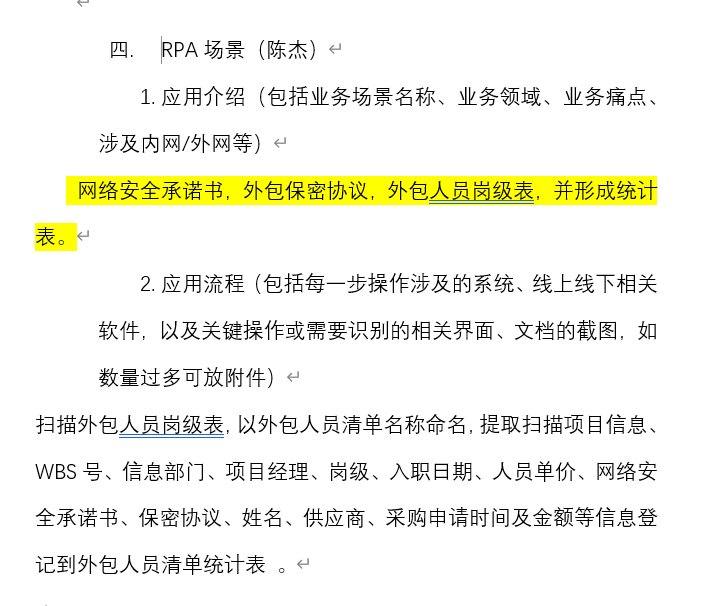 四. RPA 场景（陈杰）
1. 应用介绍（包括业务场景名称、业务领域、业务痛点、
涉及内网/外网等）
网络安全承诺书，外包保密协议，外包人员岗级表，并形成统计
表。
2. 应用流程（包括每一步操作涉及的系统、线上线下相关
软件，以及关键操作或需要识别的相关界面、文档的截图，如
数量过多可放附件）
扫描外包人员岗级表，以外包人员清单名称命名，提取扫描项目信息、
WBS 号、信息部门、项目经理、岗级、入职日期、人员单价、网络安
全承诺书、保密协议、姓名、供应商、采购申请时间及金额等信息登
记到外包人员清单统计表 。